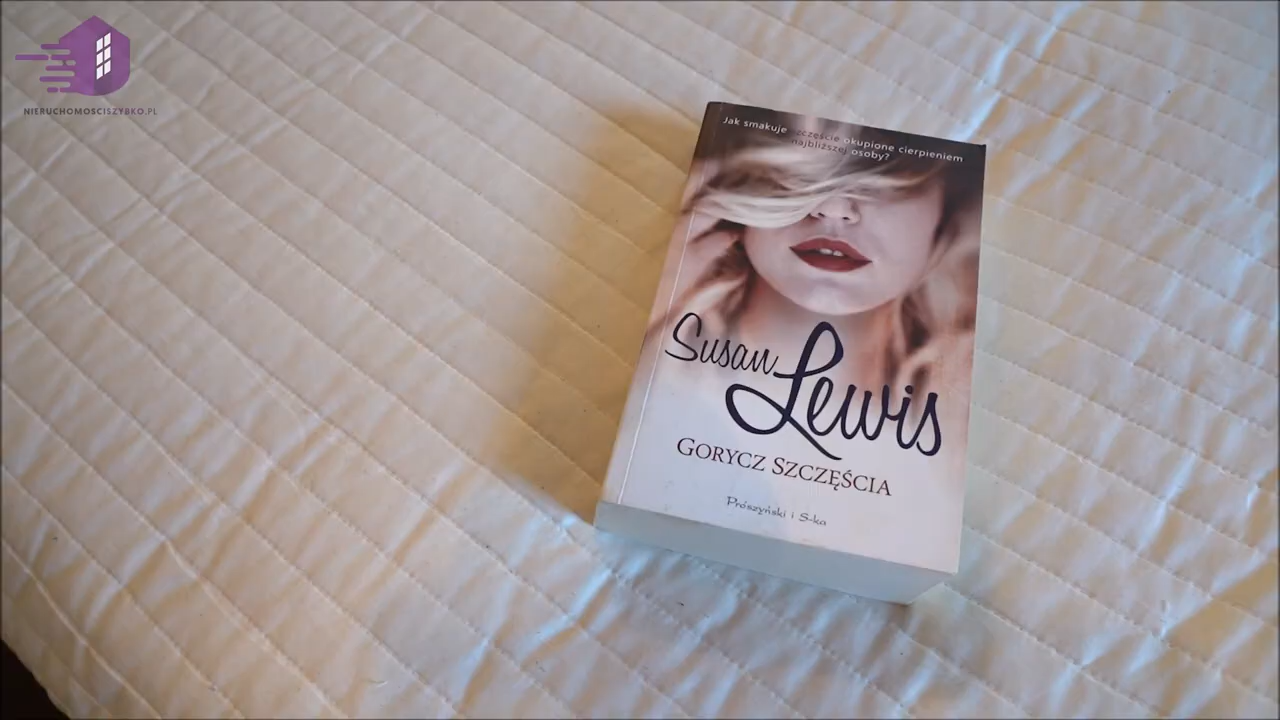 NIERUCHOMOSCISZYBKO.PL
Jak smakuje szczęście okupione cierpieniem
najbliższej osoby?
Susan
Lewis
GORYCZ SZCZĘŚCIA
Prószyński i S-ka